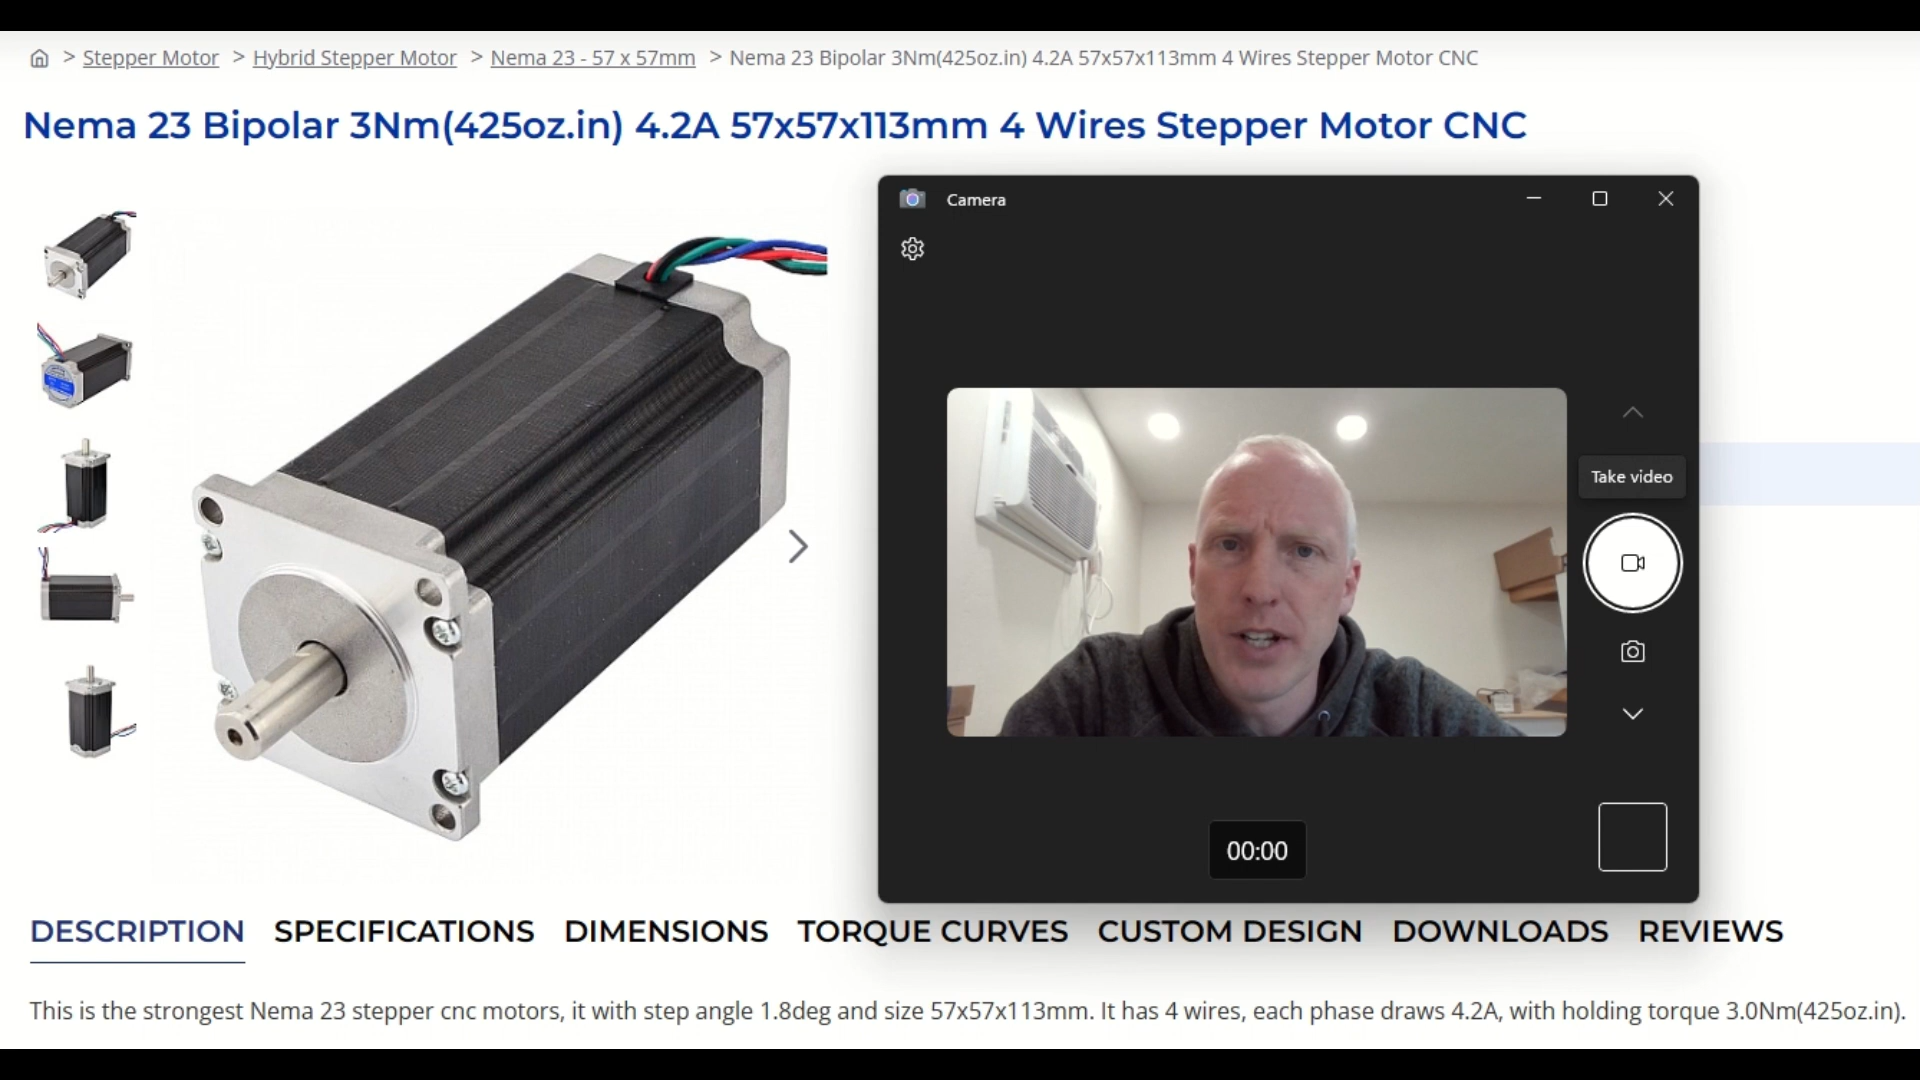 > Stepper Motor > Hybrid Stepper Motor > Nema 23 - 57 x 57mm > Nema 23 Bipolar 3Nm(425oz.in) 4.2A 57x57x113mm 4 Wires Stepper Motor CNC
Nema 23 Bipolar 3Nm(425oz.in) 4.2A 57x57x113mm 4 Wires Stepper Motor CNC
Camera
Take video
00:00
DESCRIPTION SPECIFICATIONS DIMENSIONS TORQUE CURVES CUSTOM DESIGN DOWNLOADS REVIEWS
This is the strongest Nema 23 stepper cnc motors, it with step angle 1.8deg and size 57x57x113mm. It has 4 wires, each phase draws 4.2A, with holding torque 3.0Nm(425oz.in).